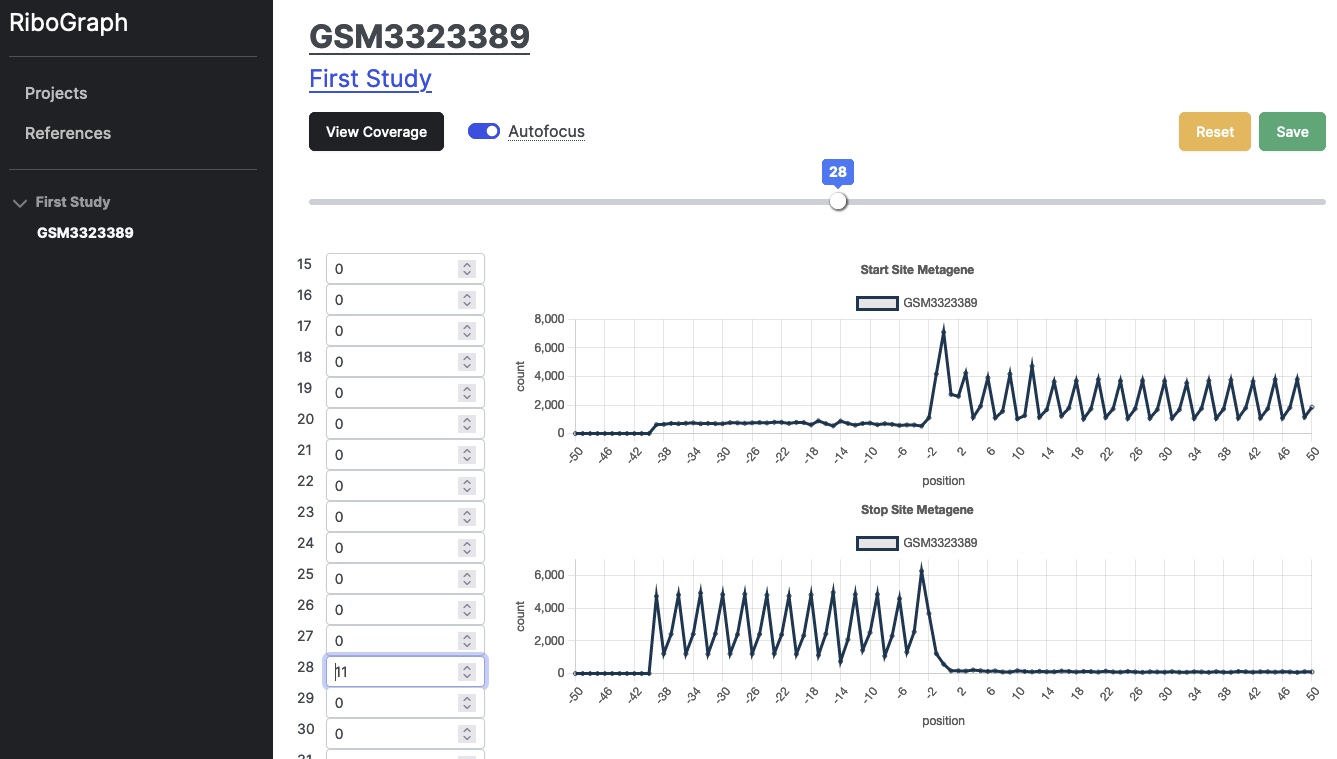 RiboGraph
Projects
References
First Study
GSM3323389
GSM3323389
First Study
View Coverage
Autofocus
Reset
Save
28
15 0
16 0
17 0
18 0
19 0
20 0
21 0
22 0
23 0
24 0
25 0
26 0
27 0
28 11
29 0
30 0
31
Start Site Metagene
GSM3323389
8,000
6,000
4,000
2,000
0
count
-50 -46 -42 -38 -34 -30 -26 -22 -18 -14 -10 -6 -2 2 6 10 14 18 22 26 30 34 38 42 46 50
position
Stop Site Metagene
GSM3323389
6,000
4,000
2,000
0
count
-50 -46 -42 -38 -34 -30 -26 -22 -18 -14 -10 -6 -2 2 6 10 14 18 22 26 30 34 38 42 46 50
position